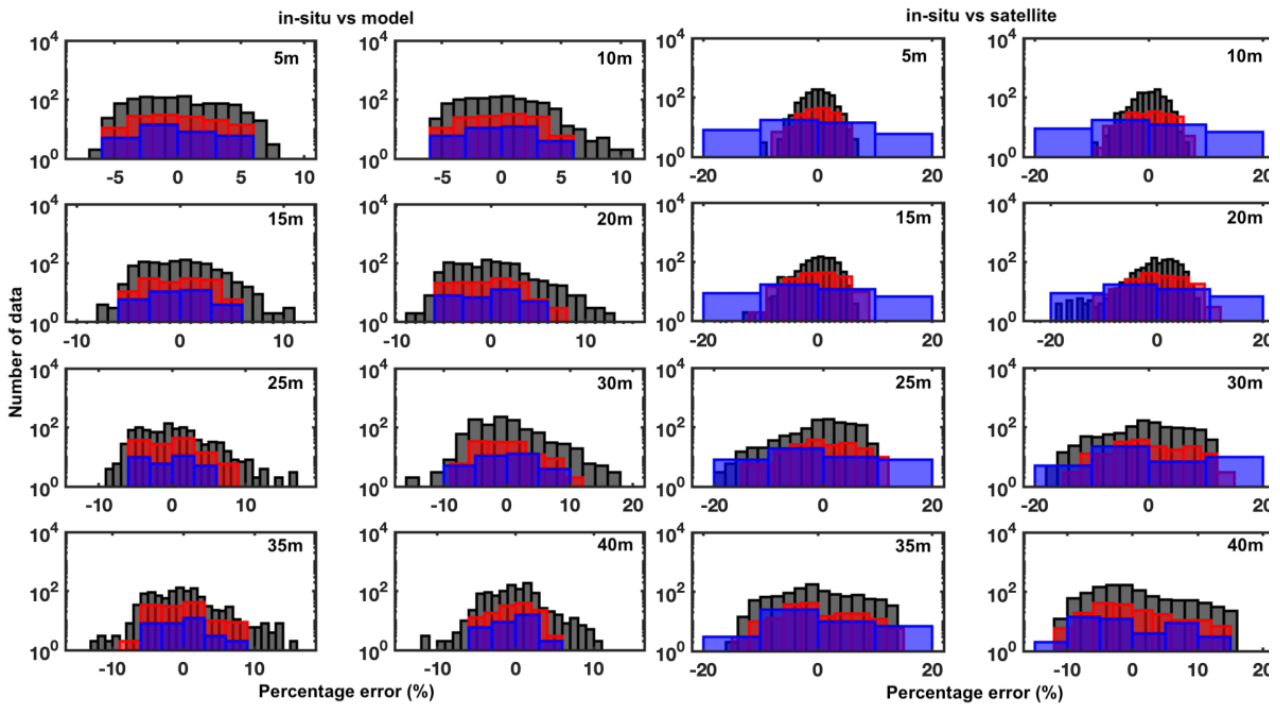 in-situ vs model in-situ vs satellite
10⁴ 5m 10⁴ 10m 10⁴ 5m 10⁴ 10m
10² 10² 10² 10²
10⁰ 10⁰ 10⁰ 10⁰
-5 0 5 10 -5 0 5 10 -20 0 20 -20 0 20
10⁴ 15m 10⁴ 20m 10⁴ 15m 10⁴ 20m
10² 10² 10² 10²
10⁰ 10⁰ 10⁰ 10⁰
-10 0 10 -10 0 10 -20 0 20 -20 0 20
Number of data
10⁴ 25m 10⁴ 30m 10⁴ 25m 10⁴ 30m
10² 10² 10² 10²
10⁰ 10⁰ 10⁰ 10⁰
-10 0 10 -10 0 10 20 -20 0 20 -20 0 20
10⁴ 35m 10⁴ 40m 10⁴ 35m 10⁴ 40m
10² 10² 10² 10²
10⁰ 10⁰ 10⁰ 10⁰
-10 0 10 -10 0 10 -20 0 20 -10 0 10 20
Percentage error (%) Percentage error (%)